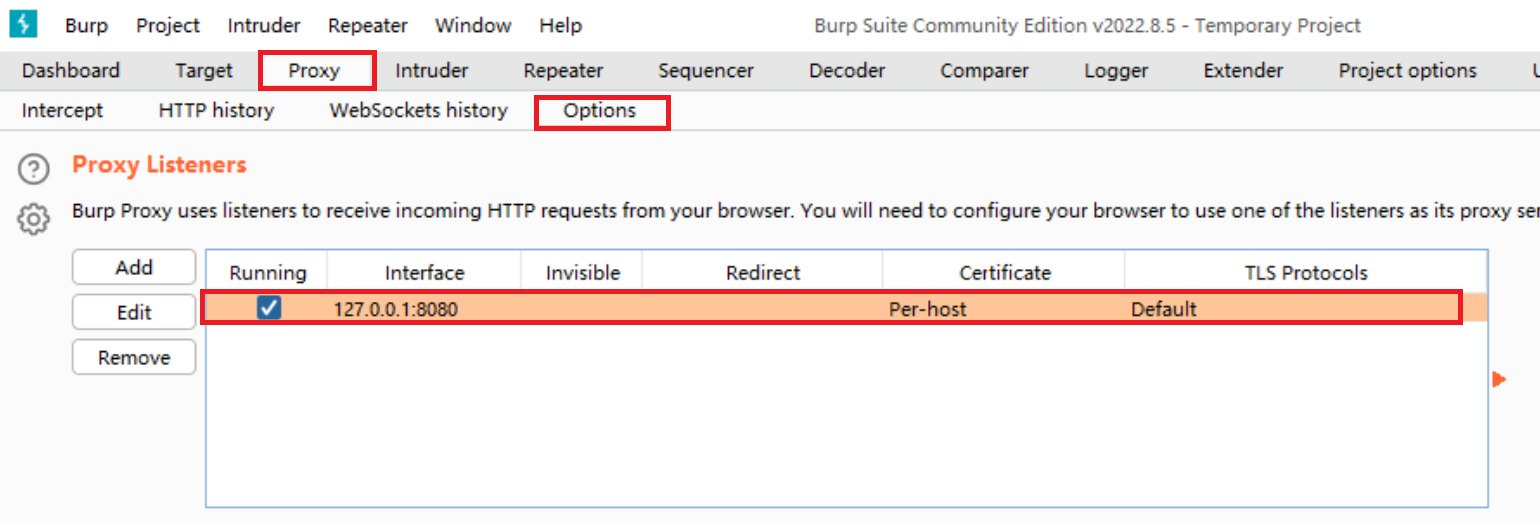 Burp Project Intruder Repeater Window Help Burp Suite Community Edition v2022.8.5 - Temporary Project
Dashboard Target Proxy Intruder Repeater Sequencer Decoder Comparer Logger Extender Project options
Intercept HTTP history WebSockets history Options
Proxy Listeners
Burp Proxy uses listeners to receive incoming HTTP requests from your browser. You will need to configure your browser to use one of the listeners as its proxy
Add
Edit
Remove
Running Interface Invisible Redirect Certificate TLS Protocols
127.0.0.1:8080 Per-host Default